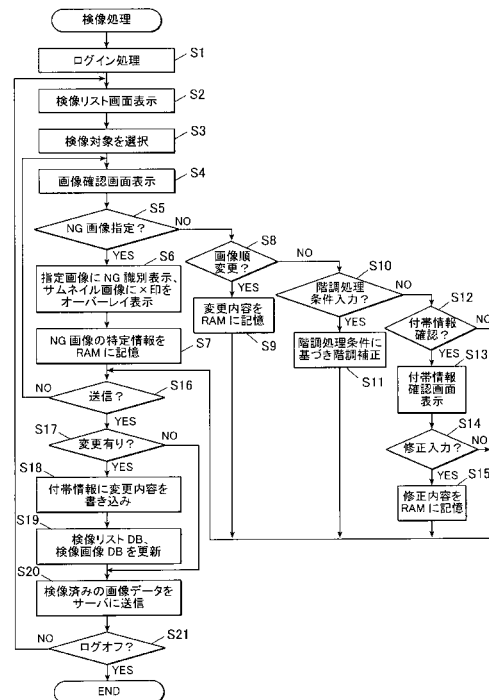 検像処理
ログイン処理
S1
検像リスト画面表示
S2
検像対象を選択
S3
画像確認画面表示
S4
NG 画像指定?
S5
NO
YES
S6
指定画像に NG 識別表示、
サムネイル画像に×印を
オーバーレイ表示
NG 画像の特定情報を
RAM に記憶
S7
画像順
変更?
S8
NO
YES
変更内容を
RAM に記憶
S9
階調処理
条件入力?
S10
NO
YES
階調処理条件に
基づき階調補正
S11
付帯情報
確認?
S12
NO
YES
S13
付帯情報
確認画面
表示
S14
修正入力?
NO
YES
S15
修正内容を
RAM に記憶
送信?
S16
NO
YES
S17
変更有り?
NO
YES
S18
付帯情報に変更内容を
書き込み
S19
検像リスト DB、
検像画像 DB を更新
S20
検像済みの画像データを
サーバに送信
NO
ログオフ?
S21
YES
END